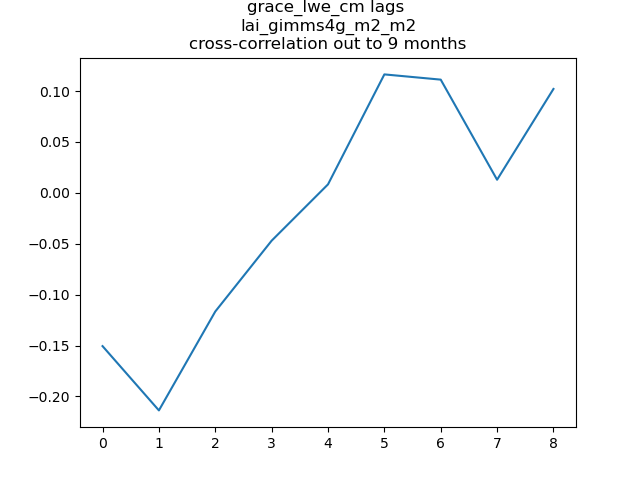 grace_lwe_cm lags
lai_gimms4g_m2_m2
cross-correlation out to 9 months
0.10
0.05
0.00
−0.05
−0.10
−0.15
−0.20
0 1 2 3 4 5 6 7 8